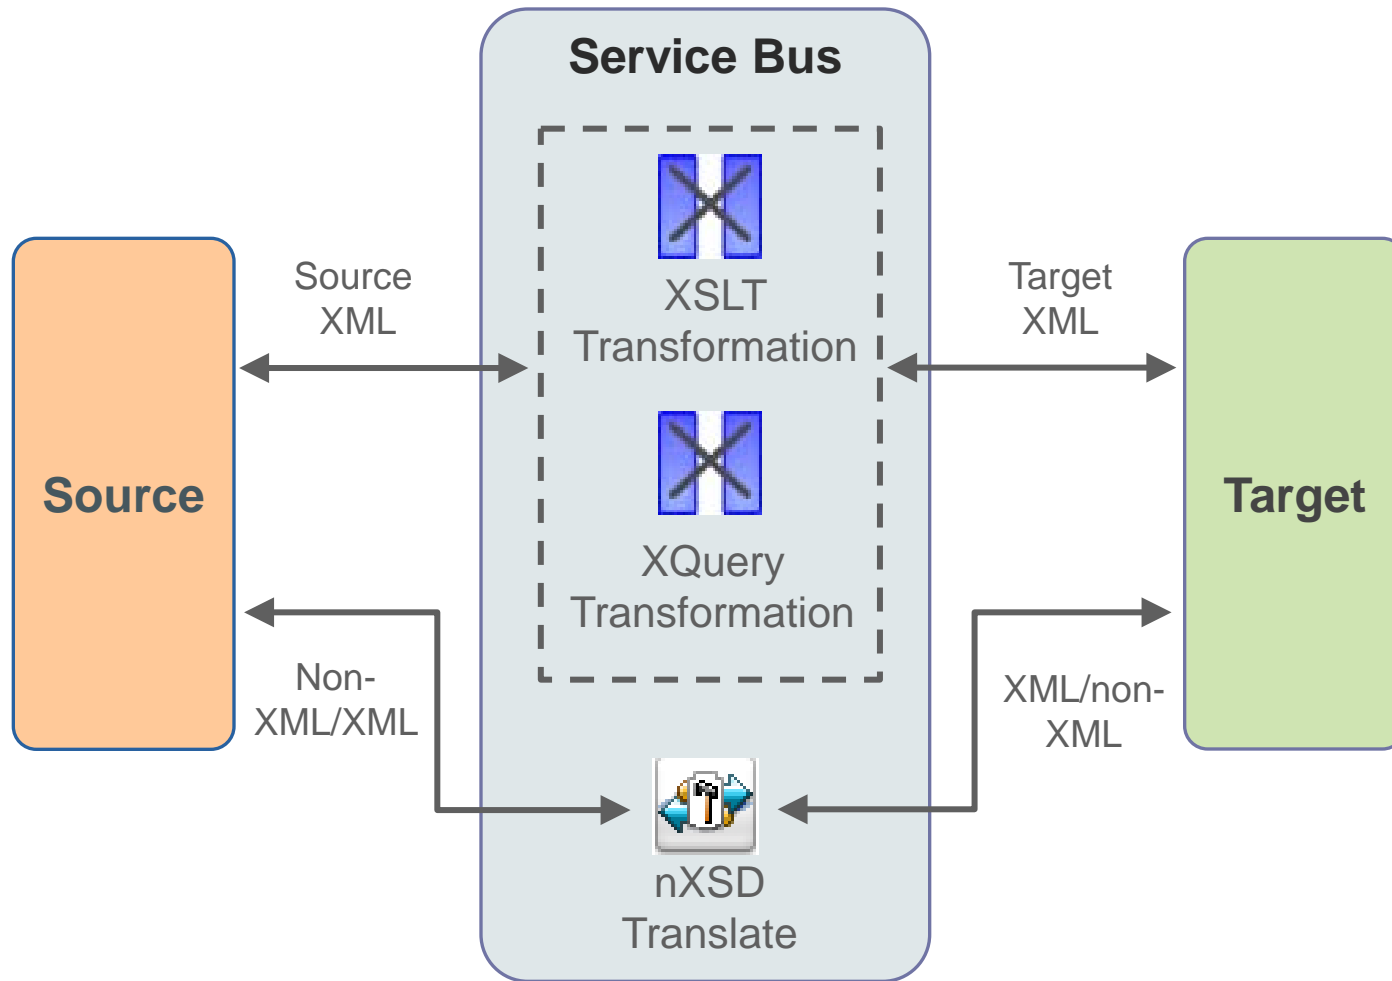 Service Bus
Source
XML
XSLT
Transformation
Target
XML
Source
XQuery
Transformation
Target
Non-
XML/XML
XML/non-
XML
nXSD
Translate